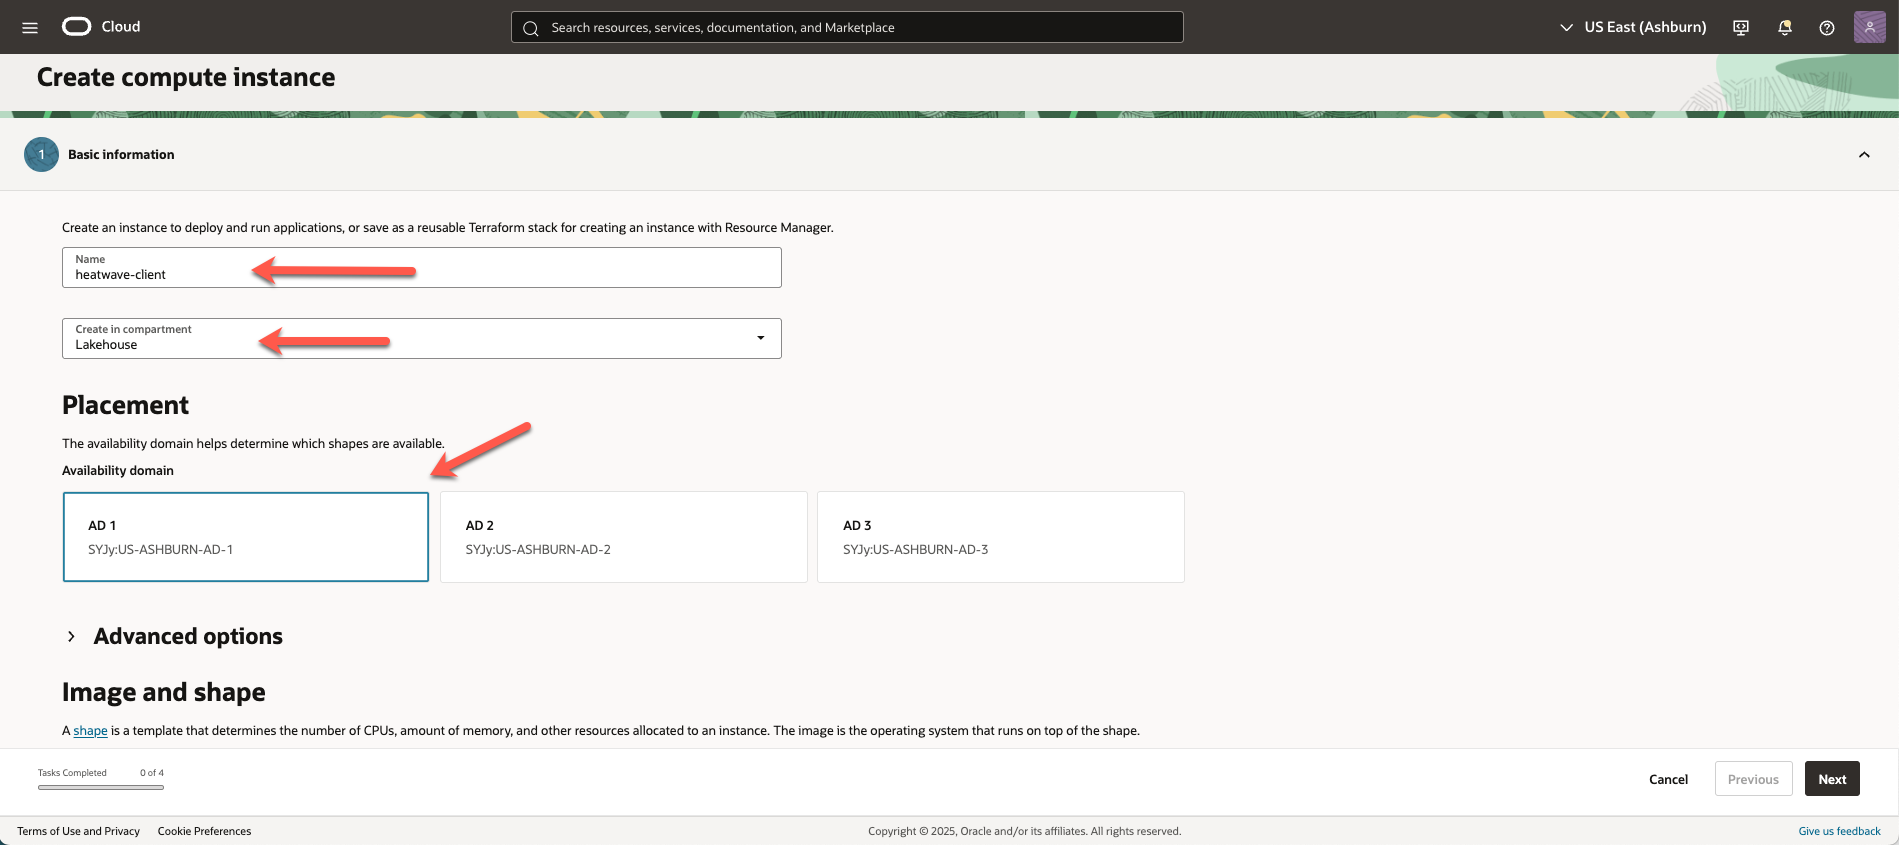 Cloud
Search resources, services, documentation, and Marketplace
US East (Ashburn)
Create compute instance
1 Basic information
Create an instance to deploy and run applications, or save as a reusable Terraform stack for creating an instance with Resource Manager.
Name
heatwave-client
Create in compartment
Lakehouse
Placement
The availability domain helps determine which shapes are available.
Availability domain
AD 1
SYJy:US-ASHBURN-AD-1
AD 2
SYJy:US-ASHBURN-AD-2
AD 3
SYJy:US-ASHBURN-AD-3
Advanced options
Image and shape
A shape is a template that determines the number of CPUs, amount of memory, and other resources allocated to an instance. The image is the operating system that runs on top of the shape.
Tasks Completed 0 of 4
Cancel
Previous
Next
Terms of Use and Privacy
Cookie Preferences
Copyright © 2025, Oracle and/or its affiliates. All rights reserved.
Give us feedback